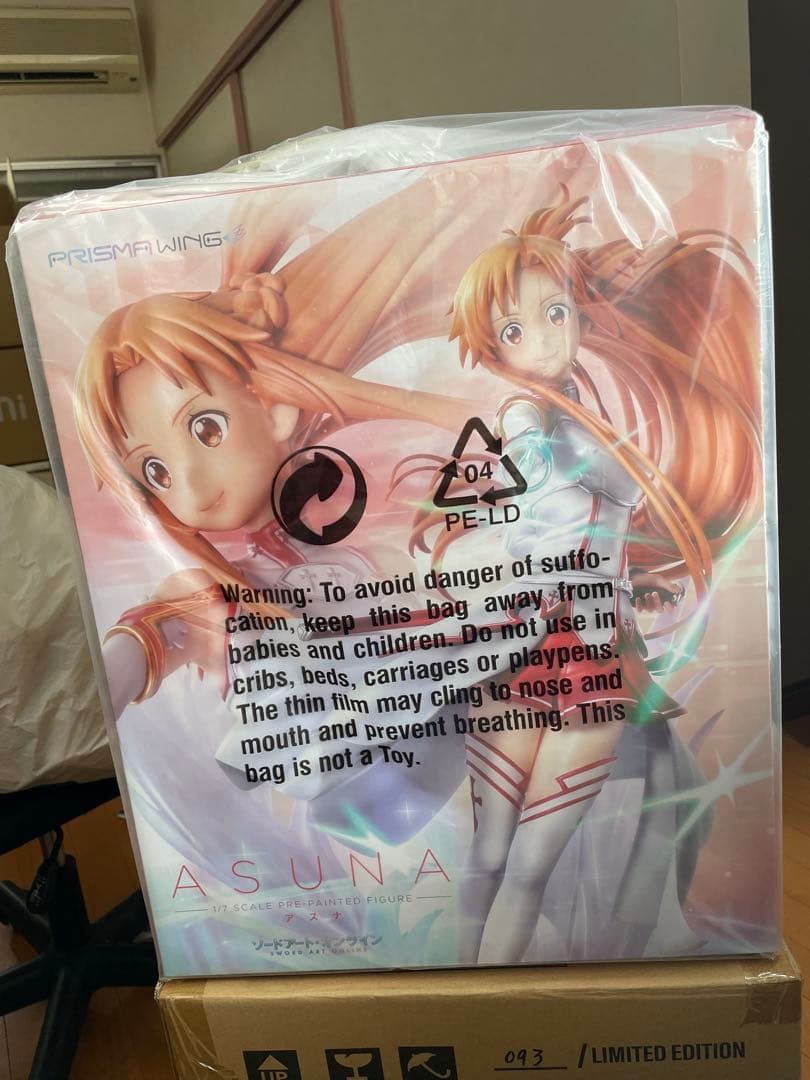 PRISMA WING
ni
04
PE-LD
Warning: To avoid danger of suffo-
cation, keep this bag away from
babies and children. Do not use in
cribs, beds, carriages or playpens.
The thin film may cling to nose and
mouth and prevent breathing. This
bag is not a Toy.
ASUNA
1/7 SCALE PRE-PAINTED FIGURE
アスナ
ソードアート・オンライン
SWORD ART ONLINE
UP
093 /LIMITED EDITION